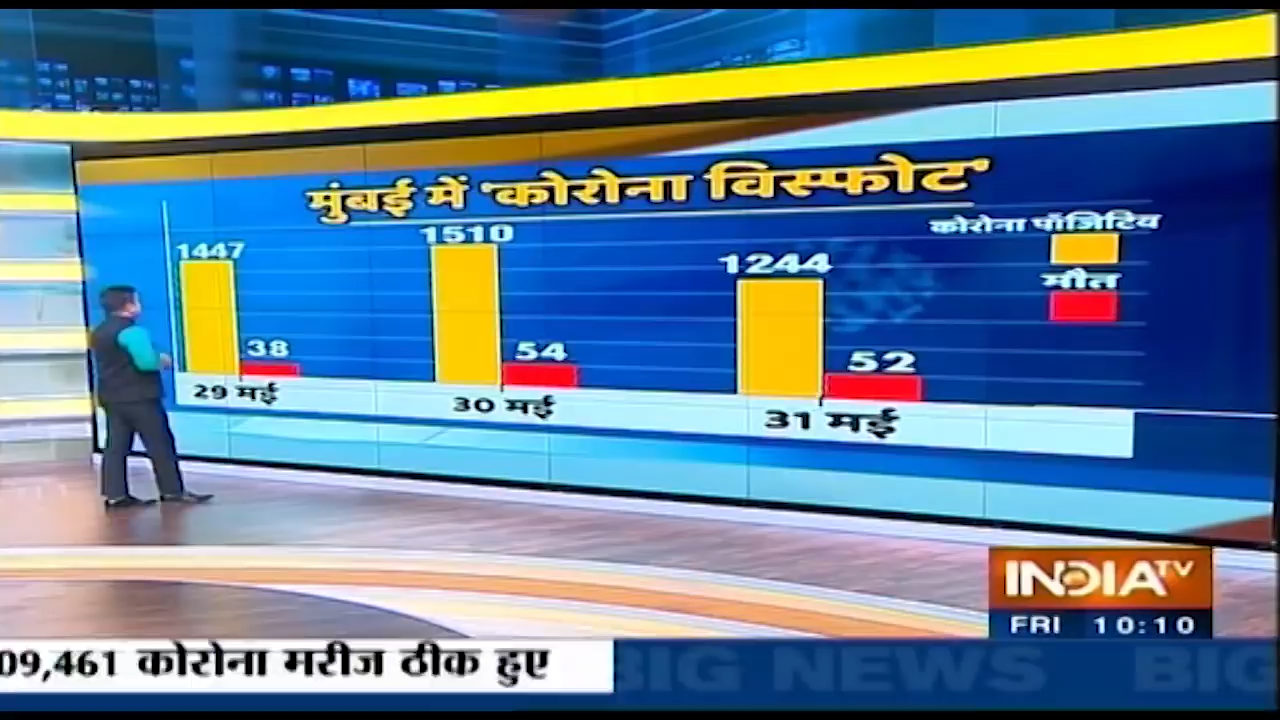 मुंबई में 'कोरोना विस्फोट'
कोरोना पॉजिटिव
मौत
1447
38
29 मई
1510
54
30 मई
1244
52
31 मई
INDIA TV
FRI 10:10
09,461 कोरोना मरीज ठीक हुए
BIG NEWS
BIG